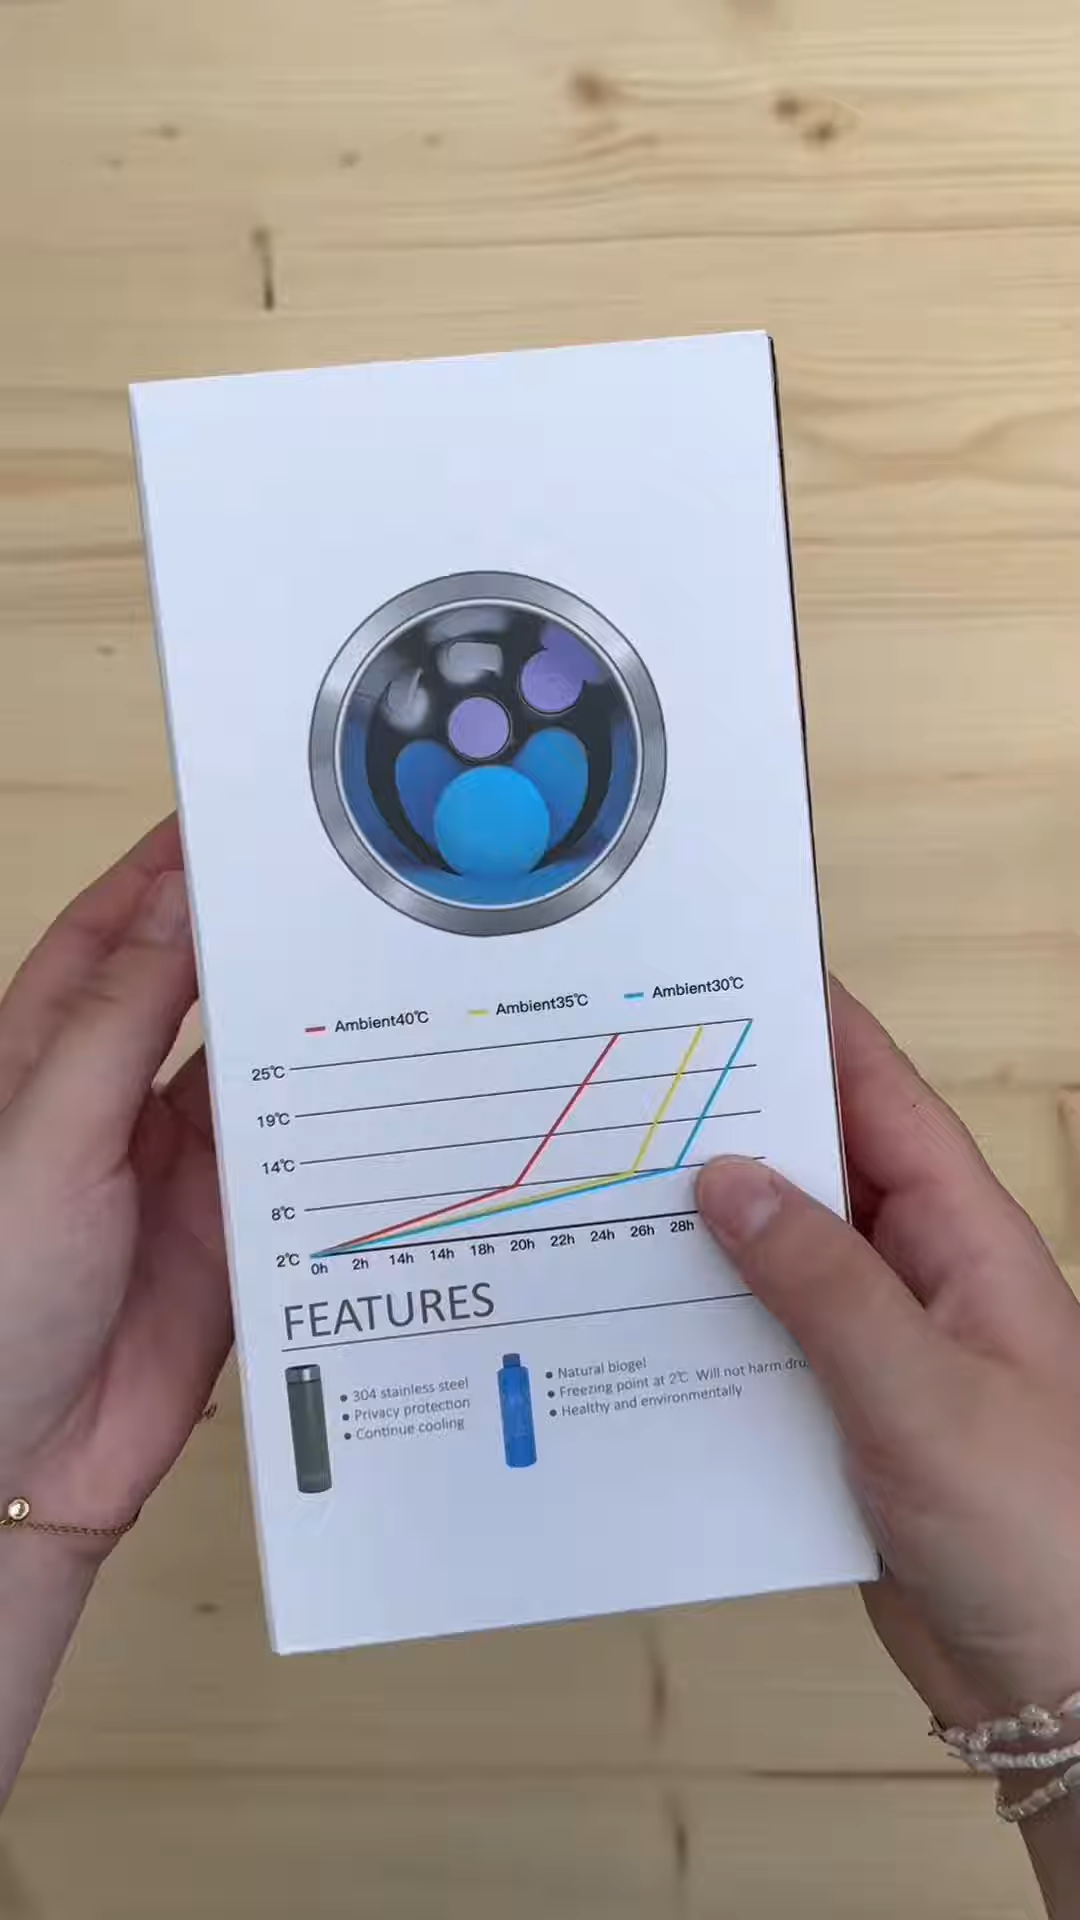 Ambient40℃ Ambient35℃ Ambient30℃
25℃
19℃
14℃
8℃
2℃
0h 2h 14h 14h 18h 20h 22h 24h 26h 28h
FEATURES
• 304 stainless steel
• Privacy protection
• Continue cooling
• Natural biogel
• Freezing point at 2℃ Will not harm
• Healthy and environmentally